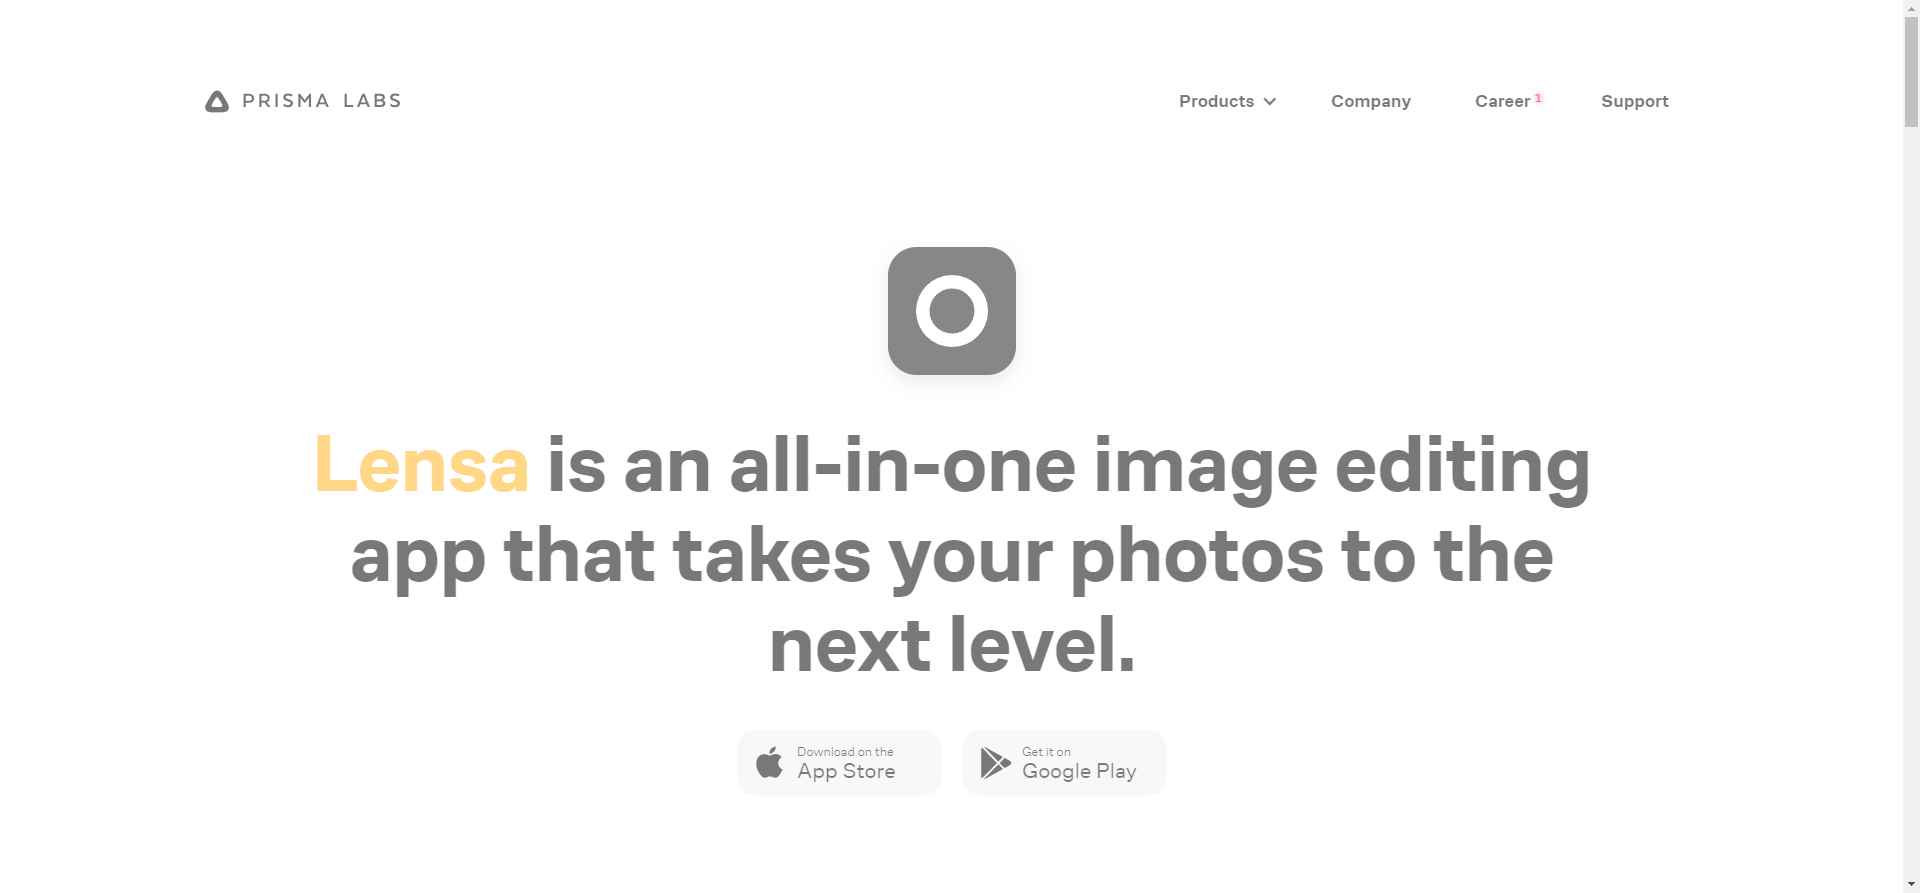 PRISMA LABS
Products
Company
Career 1
Support
Lensa is an all-in-one image editing
app that takes your photos to the
next level.
Download on the
App Store
Get it on
Google Play